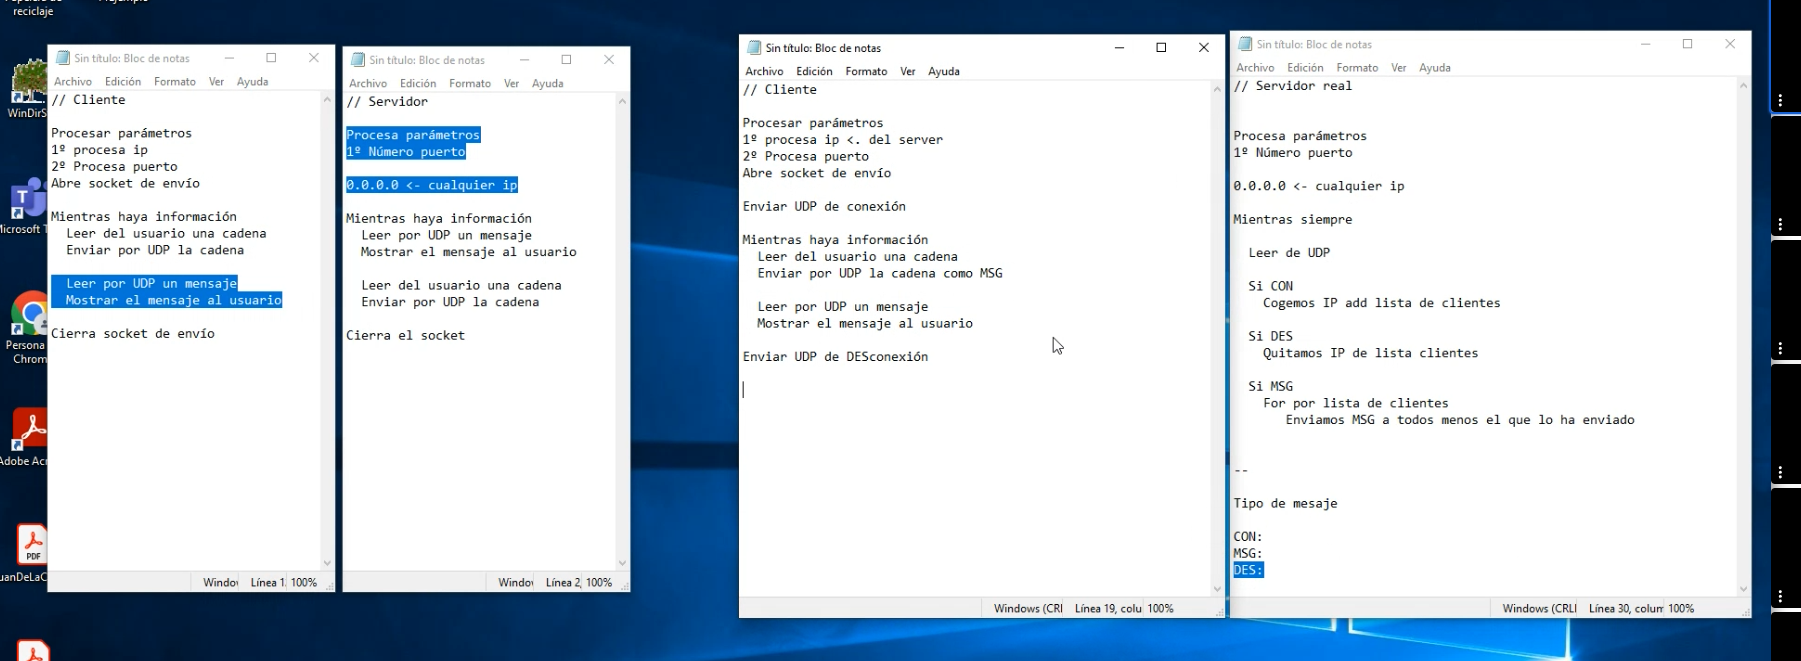 reciclaje
WinDirS
Microsoft T
Persona
Chrom
Adobe Acr
PDF
uanDeLaC
Sin título: Bloc de notas
Archivo Edición Formato Ver Ayuda
// Cliente
Procesar parámetros
1º procesa ip
2º Procesa puerto
Abre socket de envío
Mientras haya información
Leer del usuario una cadena
Enviar por UDP la cadena
Leer por UDP un mensaje
Mostrar el mensaje al usuario
Cierra socket de envío
Windov Línea 1, 100%
Sin título: Bloc de notas
Archivo Edición Formato Ver Ayuda
// Servidor
Procesa parámetros
1º Número puerto
0.0.0.0 <- cualquier ip
Mientras haya información
Leer por UDP un mensaje
Mostrar el mensaje al usuario
Leer del usuario una cadena
Enviar por UDP la cadena
Cierra el socket
Windov Línea 2, 100%
Sin título: Bloc de notas
Archivo Edición Formato Ver Ayuda
// Cliente
Procesar parámetros
1º procesa ip <. del server
2º Procesa puerto
Abre socket de envío
Enviar UDP de conexión
Mientras haya información
Leer del usuario una cadena
Enviar por UDP la cadena como MSG
Leer por UDP un mensaje
Mostrar el mensaje al usuario
Enviar UDP de DESconexión
Windows (CRI Línea 19, colu 100%
Sin título: Bloc de notas
Archivo Edición Formato Ver Ayuda
// Servidor real
Procesa parámetros
1º Número puerto
0.0.0.0 <- cualquier ip
Mientras siempre
Leer de UDP
Si CON
Cogemos IP add lista de clientes
Si DES
Quitamos IP de lista clientes
Si MSG
For por lista de clientes
Enviamos MSG a todos menos el que lo ha enviado
--
Tipo de mesaje
CON:
MSG:
DES:
Windows (CRLI Línea 30, colum 100%